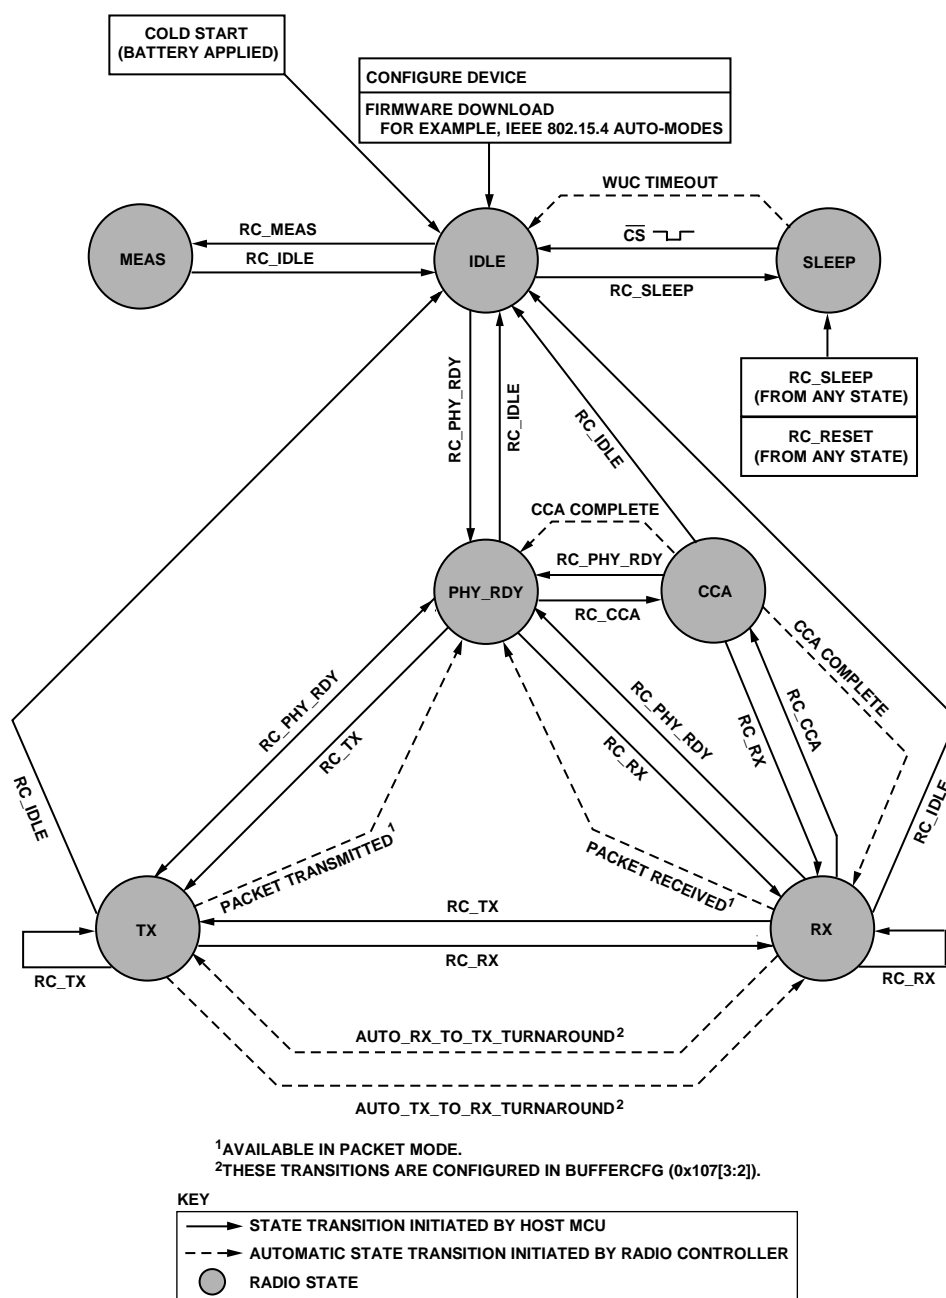 COLD START
(BATTERY APPLIED)
CONFIGURE DEVICE
FIRMWARE DOWNLOAD
FOR EXAMPLE, IEEE 802.15.4 AUTO-MODES
WUC TIMEOUT
RC_MEAS
CS
MEAS
IDLE
SLEEP
RC_IDLE
RC_SLEEP
RC_SLEEP
(FROM ANY STATE)
RC_RESET
(FROM ANY STATE)
RC_PHY_RDY
RC_IDLE
RC_IDLE
CCA COMPLETE
RC_PHY_RDY
PHY_RDY
CCA
RC_CCA
CCA COMPLETE
RC_PHY_RDY
RC_TX
RC_PHY_RDY
RC_RX
RC_RX
RC_CCA
RC_IDLE
RC_IDLE
PACKET TRANSMITTED1
PACKET RECEIVED1
RC_TX
TX
RX
RC_RX
RC_TX
RC_RX
AUTO_RX_TO_TX_TURNAROUND2
AUTO_TX_TO_RX_TURNAROUND2
1AVAILABLE IN PACKET MODE.
2THESE TRANSITIONS ARE CONFIGURED IN BUFFERCFG (0x107[3:2]).
KEY
STATE TRANSITION INITIATED BY HOST MCU
AUTOMATIC STATE TRANSITION INITIATED BY RADIO CONTROLLER
RADIO STATE